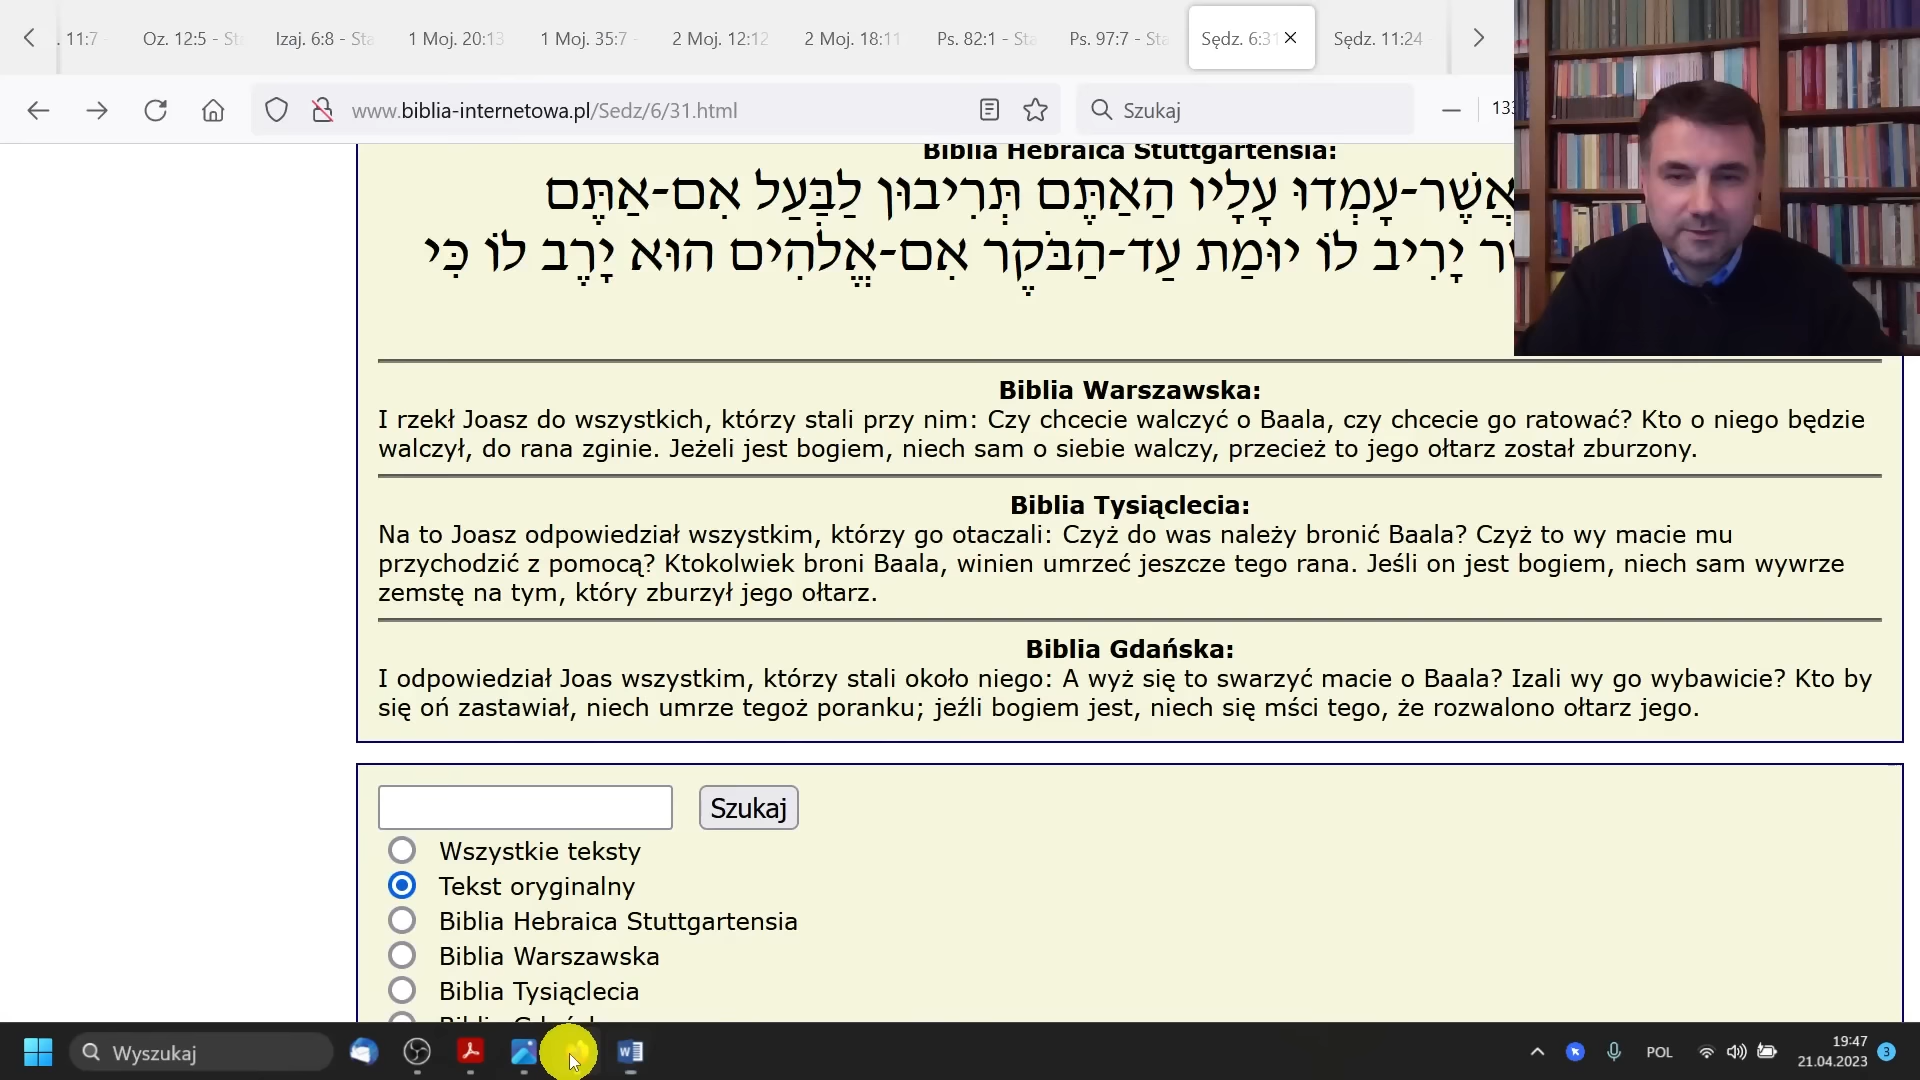 . 11:7 -
Oz. 12:5 - Sta
Izaj. 6:8 - Sta
1 Moj. 20:13
1 Moj. 35:7 -
2 Moj. 12:12
2 Moj. 18:11
Ps. 82:1 - Sta
Ps. 97:7 - Sta
Sędz. 6:31
Sędz. 11:24 -
www.biblia-internetowa.pl/Sedz/6/31.html
Szukaj
133
Biblia Hebraica Stuttgartensia:
אֲשֶׁר-עָמְדוּ עָלָיו הַאַתֶּם תְּרִיבוּן לַבַּעַל אִם-אַתֶּם
יָרִיב לוֹ יוּמַת עַד-הַבֹּקֶר אִם-אֱלֹהִים הוּא יָרֶב לוֹ כִּי
Biblia Warszawska:
I rzekł Joasz do wszystkich, którzy stali przy nim: Czy chcecie walczyć o Baala, czy chcecie go ratować? Kto o niego będzie
walczył, do rana zginie. Jeżeli jest bogiem, niech sam o siebie walczy, przecież to jego ołtarz został zburzony.
Biblia Tysiąclecia:
Na to Joasz odpowiedział wszystkim, którzy go otaczali: Czyż do was należy bronić Baala? Czyż to wy macie mu
przychodzić z pomocą? Ktokolwiek broni Baala, winien umrzeć jeszcze tego rana. Jeśli on jest bogiem, niech sam wywrze
zemstę na tym, który zburzył jego ołtarz.
Biblia Gdańska:
I odpowiedział Joas wszystkim, którzy stali około niego: A wyż się to swarzyć macie o Baala? Izali wy go wybawicie? Kto by
się oń zastawiał, niech umrze tegoż poranku; jeźli bogiem jest, niech się mści tego, że rozwalono ołtarz jego.
Szukaj
Wszystkie teksty
Tekst oryginalny
Biblia Hebraica Stuttgartensia
Biblia Warszawska
Biblia Tysiąclecia
Wyszukaj
POL
19:47
21.04.2023
3